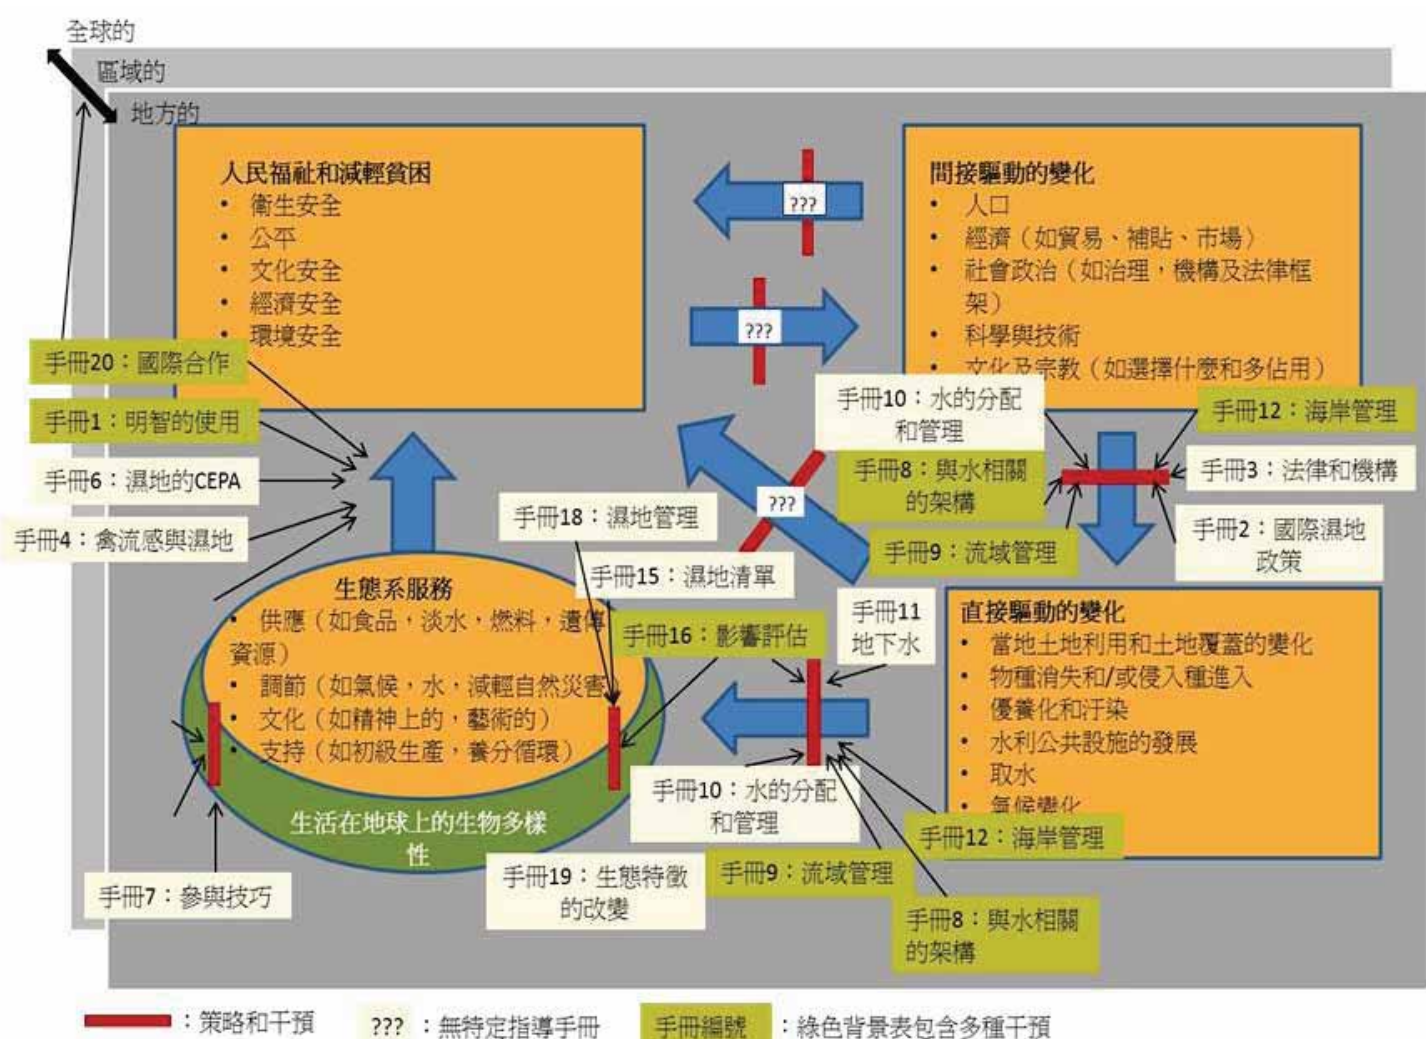 全球的
區域的
地方的
人民福祉和減輕貧困
• 衛生安全
• 公平
• 文化安全
• 經濟安全
• 環境安全
???
???
間接驅動的變化
• 人口
• 經濟（如貿易、補貼、市場）
• 社會政治（如治理，機構及法律框
架）
• 科學與技術
• 文化及宗教（如選擇什麼和多佔用）
手冊20：國際合作
手冊1：明智的使用
手冊6：濕地的CEPA
手冊4：禽流感與濕地
手冊10：水的分配
和管理
手冊8：與水相關
的架構
手冊9：流域管理
手冊12：海岸管理
手冊3：法律和機構
手冊2：國際濕地
政策
???
手冊18：濕地管理
手冊15：濕地清單
手冊16：影響評估
手冊11
地下水
生態系服務
• 供應（如食品，淡水，燃料，遺傳
資源）
• 調節（如氣候，水，減輕自然災害）
• 文化（如精神上的，藝術的）
• 支持（如初級生產，養分循環）
生活在地球上的生物多樣
性
直接驅動的變化
• 當地土地利用和土地覆蓋的變化
• 物種消失和/或侵入種進入
• 優養化和汙染
• 水利公共設施的發展
• 取水
• 氣候變化
手冊10：水的分配
和管理
手冊12：海岸管理
手冊9：流域管理
手冊8：與水相關
的架構
手冊19：生態特徵
的改變
手冊7：參與技巧
：策略和干預
??? ：無特定指導手冊
手冊編號 ：綠色背景表包含多種干預